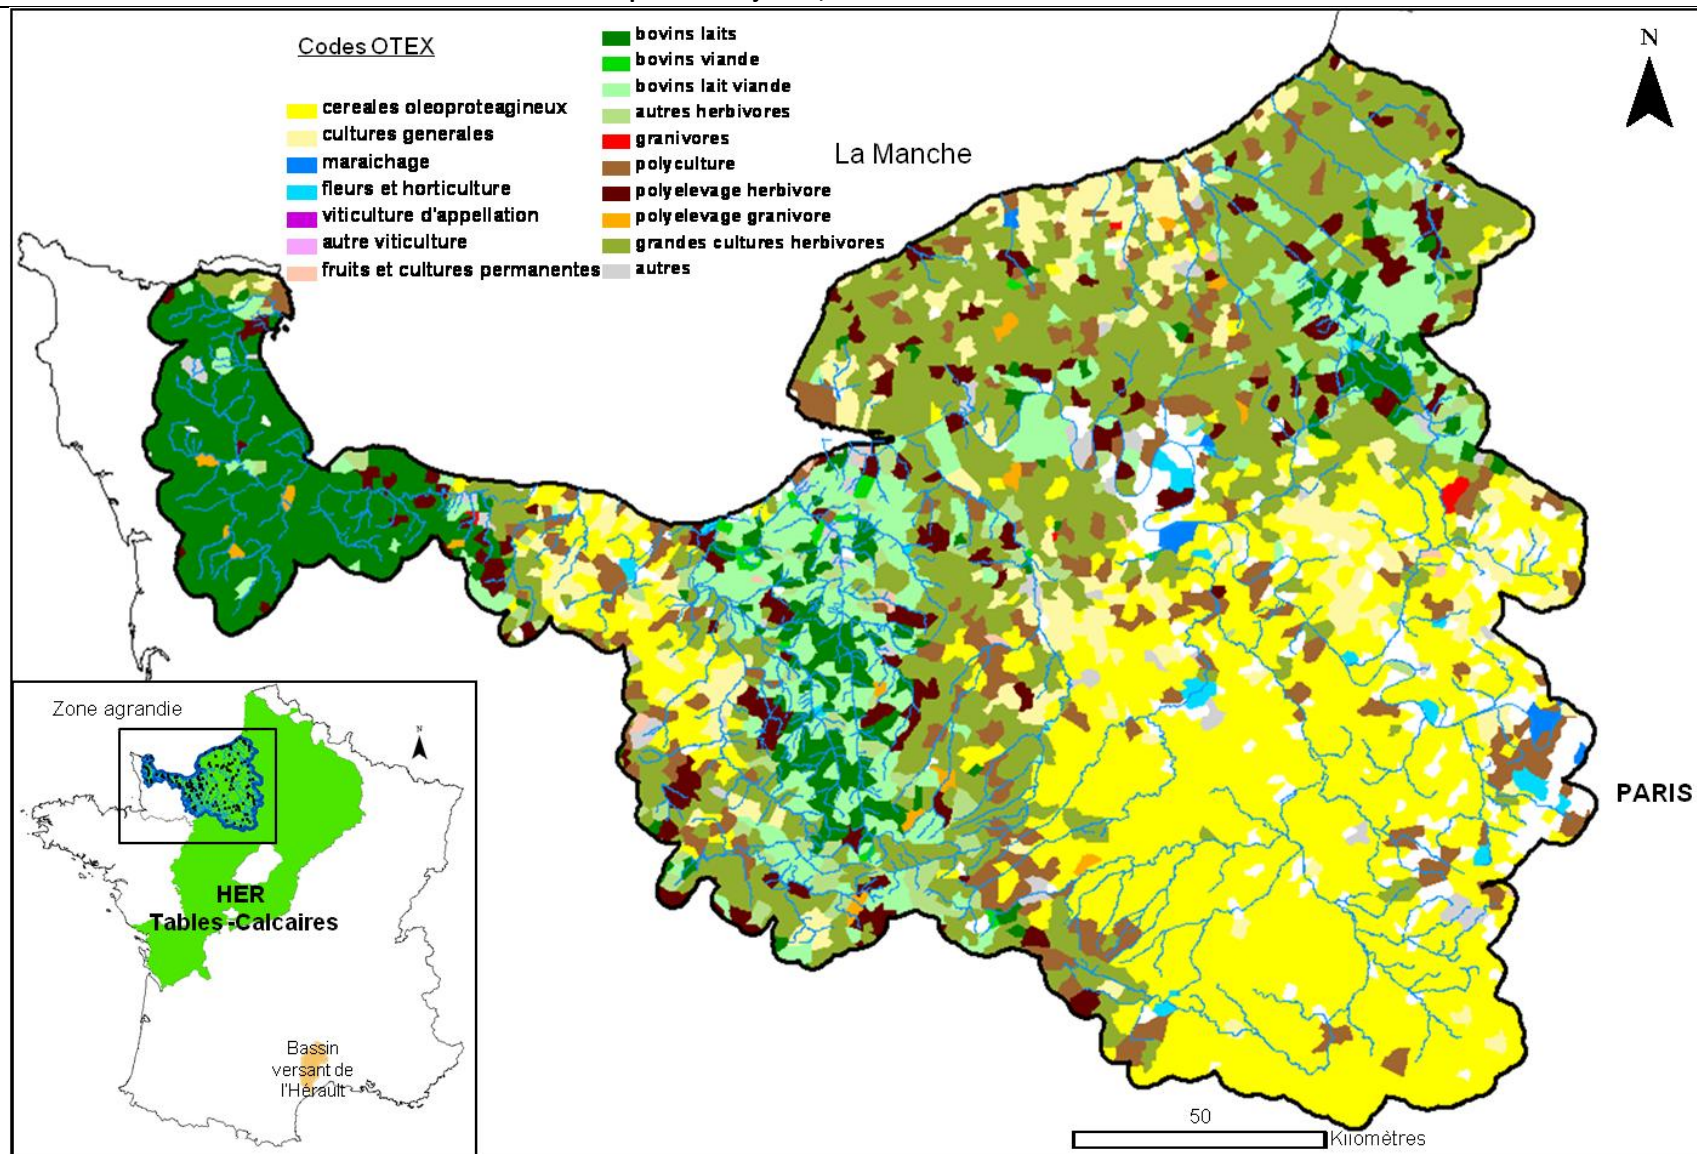 Codes OTEX
cereales oleoproteagineux
cultures generales
maraichage
fleurs et horticulture
viticulture d'appellation
autre viticulture
fruits et cultures permanentes
bovins laits
bovins viande
bovins lait viande
autres herbivores
granivores
polyculture
polyelevage herbivore
polyelevage granivore
grandes cultures herbivores
autres
La Manche
N
PARIS
Zone agrandie
N
HER
Tables-Calcaires
Bassin
versant de
l'Hérault
50
Kilomètres